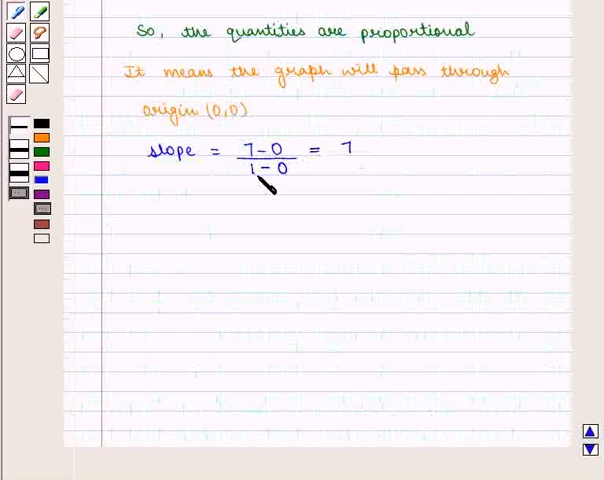 So, the quantities are proportional
It means the graph will pass through
origin (0,0)
slope = 7-0 / 1-0 = 7